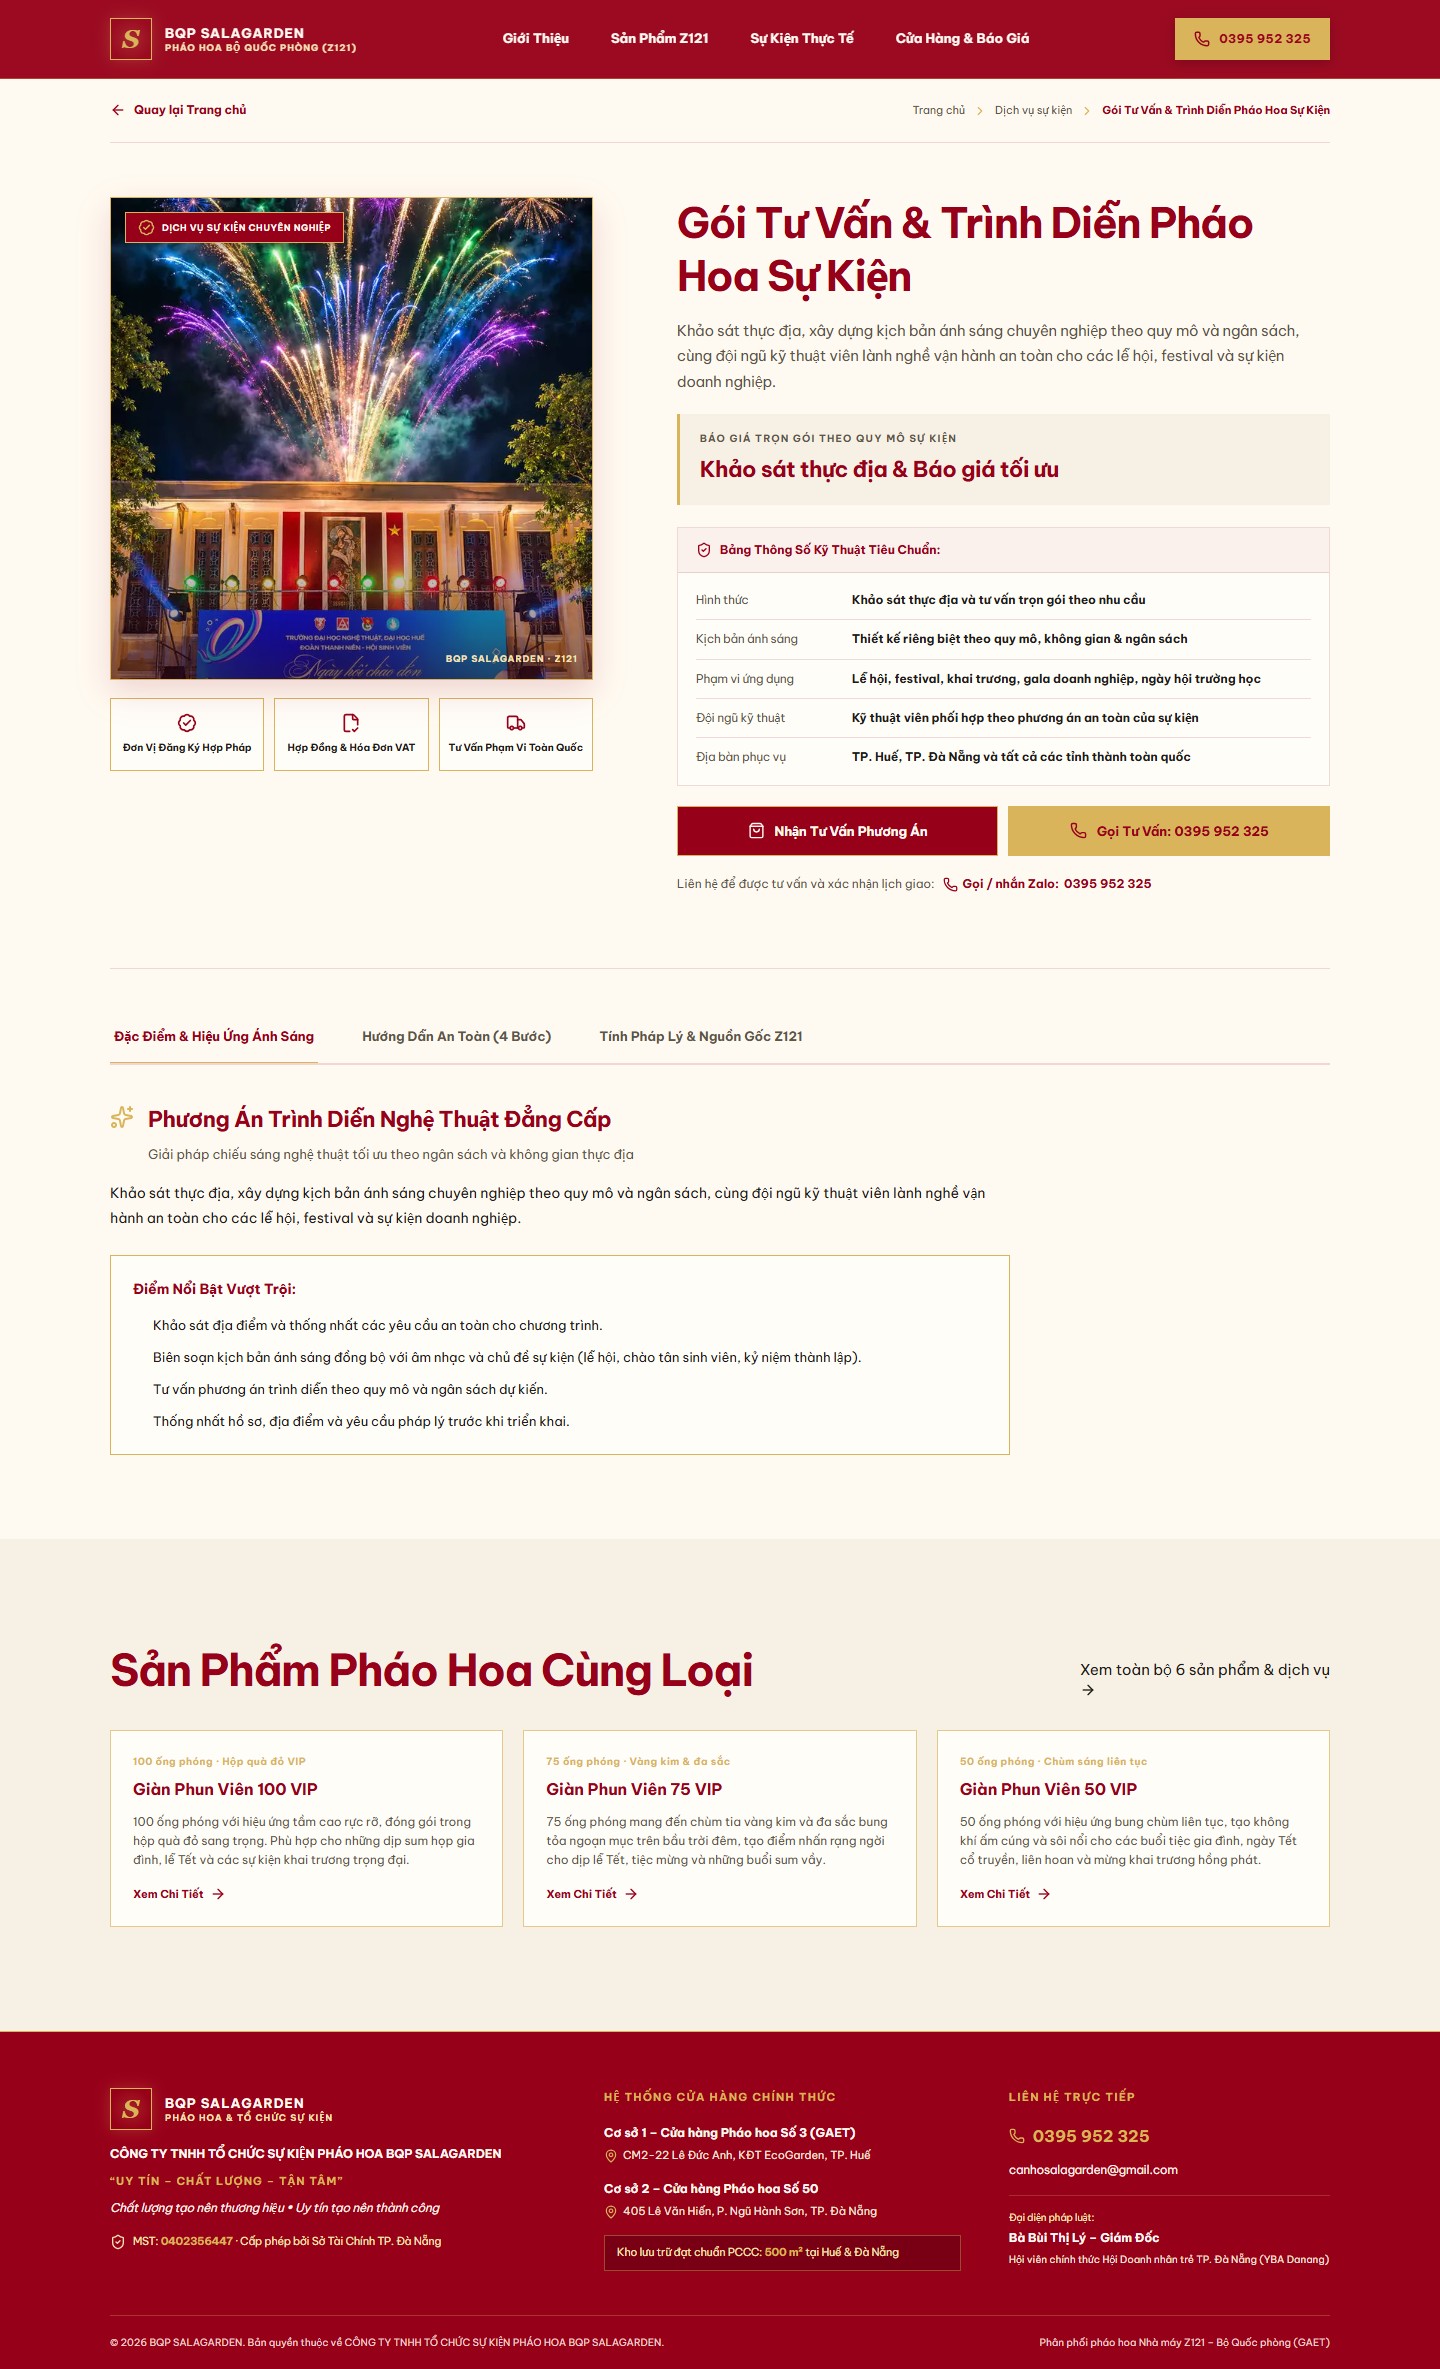 S
BQP SALAGARDEN
PHÁO HOA BỘ QUỐC PHÒNG (Z121)
Giới Thiệu
Sản Phẩm Z121
Sự Kiện Thực Tế
Cửa Hàng & Báo Giá
0395 952 325
Quay lại Trang chủ
Trang chủ
Dịch vụ sự kiện
Gói Tư Vấn & Trình Diễn Pháo Hoa Sự Kiện
DỊCH VỤ SỰ KIỆN CHUYÊN NGHIỆP
TRƯỜNG ĐẠI HỌC NGHỆ THUẬT, ĐẠI HỌC HUẾ
ĐOÀN THANH NIÊN - HỘI SINH VIÊN
Ngày hội chào đón
BQP SALAGARDEN · Z121
Đơn Vị Đăng Ký Hợp Pháp
Hợp Đồng & Hóa Đơn VAT
Tư Vấn Phạm Vi Toàn Quốc
Gói Tư Vấn & Trình Diễn Pháo
Hoa Sự Kiện
Khảo sát thực địa, xây dựng kịch bản ánh sáng chuyên nghiệp theo quy mô và ngân sách,
cùng đội ngũ kỹ thuật viên lành nghề vận hành an toàn cho các lễ hội, festival và sự kiện
doanh nghiệp.
BÁO GIÁ TRỌN GÓI THEO QUY MÔ SỰ KIỆN
Khảo sát thực địa & Báo giá tối ưu
Bảng Thông Số Kỹ Thuật Tiêu Chuẩn:
Hình thức
Khảo sát thực địa và tư vấn trọn gói theo nhu cầu
Kịch bản ánh sáng
Thiết kế riêng biệt theo quy mô, không gian & ngân sách
Phạm vi ứng dụng
Lễ hội, festival, khai trương, gala doanh nghiệp, ngày hội trường học
Đội ngũ kỹ thuật
Kỹ thuật viên phối hợp theo phương án an toàn của sự kiện
Địa bàn phục vụ
TP. Huế, TP. Đà Nẵng và tất cả các tỉnh thành toàn quốc
Nhận Tư Vấn Phương Án
Gọi Tư Vấn: 0395 952 325
Liên hệ để được tư vấn và xác nhận lịch giao:
Gọi / nhắn Zalo: 0395 952 325
Đặc Điểm & Hiệu Ứng Ánh Sáng
Hướng Dẫn An Toàn (4 Bước)
Tính Pháp Lý & Nguồn Gốc Z121
Phương Án Trình Diễn Nghệ Thuật Đẳng Cấp
Giải pháp chiếu sáng nghệ thuật tối ưu theo ngân sách và không gian thực địa
Khảo sát thực địa, xây dựng kịch bản ánh sáng chuyên nghiệp theo quy mô và ngân sách, cùng đội ngũ kỹ thuật viên lành nghề vận
hành an toàn cho các lễ hội, festival và sự kiện doanh nghiệp.
Điểm Nổi Bật Vượt Trội:
Khảo sát địa điểm và thống nhất các yêu cầu an toàn cho chương trình.
Biên soạn kịch bản ánh sáng đồng bộ với âm nhạc và chủ đề sự kiện (lễ hội, chào tân sinh viên, kỷ niệm thành lập).
Tư vấn phương án trình diễn theo quy mô và ngân sách dự kiến.
Thống nhất hồ sơ, địa điểm và yêu cầu pháp lý trước khi triển khai.
Sản Phẩm Pháo Hoa Cùng Loại
Xem toàn bộ 6 sản phẩm & dịch vụ
→
100 ống phóng · Hộp quà đỏ VIP
Giàn Phun Viên 100 VIP
100 ống phóng với hiệu ứng tầm cao rực rỡ, đóng gói trong
hộp quà đỏ sang trọng. Phù hợp cho những dịp sum họp gia
đình, lễ Tết và các sự kiện khai trương trọng đại.
Xem Chi Tiết →
75 ống phóng · Vàng kim & đa sắc
Giàn Phun Viên 75 VIP
75 ống phóng mang đến chùm tia vàng kim và đa sắc bung
tỏa ngoạn mục trên bầu trời đêm, tạo điểm nhấn rạng ngời
cho dịp lễ Tết, tiệc mừng và những buổi sum vầy.
Xem Chi Tiết →
50 ống phóng · Chùm sáng liên tục
Giàn Phun Viên 50 VIP
50 ống phóng với hiệu ứng bung chùm liên tục, tạo không
khí ấm cúng và sôi nổi cho các buổi tiệc gia đình, ngày Tết
cổ truyền, liên hoan và mừng khai trương hồng phát.
Xem Chi Tiết →
S
BQP SALAGARDEN
PHÁO HOA & TỔ CHỨC SỰ KIỆN
CÔNG TY TNHH TỔ CHỨC SỰ KIỆN PHÁO HOA BQP SALAGARDEN
“UY TÍN – CHẤT LƯỢNG – TẬN TÂM”
Chất lượng tạo nên thương hiệu • Uy tín tạo nên thành công
MST: 0402356447 · Cấp phép bởi Sở Tài Chính TP. Đà Nẵng
HỆ THỐNG CỬA HÀNG CHÍNH THỨC
Cơ sở 1 – Cửa hàng Pháo hoa Số 3 (GAET)
CM2-22 Lê Đức Anh, KĐT EcoGarden, TP. Huế
Cơ sở 2 – Cửa hàng Pháo hoa Số 50
405 Lê Văn Hiến, P. Ngũ Hành Sơn, TP. Đà Nẵng
Kho lưu trữ đạt chuẩn PCCC: 500 m² tại Huế & Đà Nẵng
LIÊN HỆ TRỰC TIẾP
0395 952 325
canhosalagarden@gmail.com
Đại diện pháp luật:
Bà Bùi Thị Lý – Giám Đốc
Hội viên chính thức Hội Doanh nhân trẻ TP. Đà Nẵng (YBA Danang)
© 2026 BQP SALAGARDEN. Bản quyền thuộc về CÔNG TY TNHH TỔ CHỨC SỰ KIỆN PHÁO HOA BQP SALAGARDEN.
Phân phối pháo hoa Nhà máy Z121 – Bộ Quốc phòng (GAET)